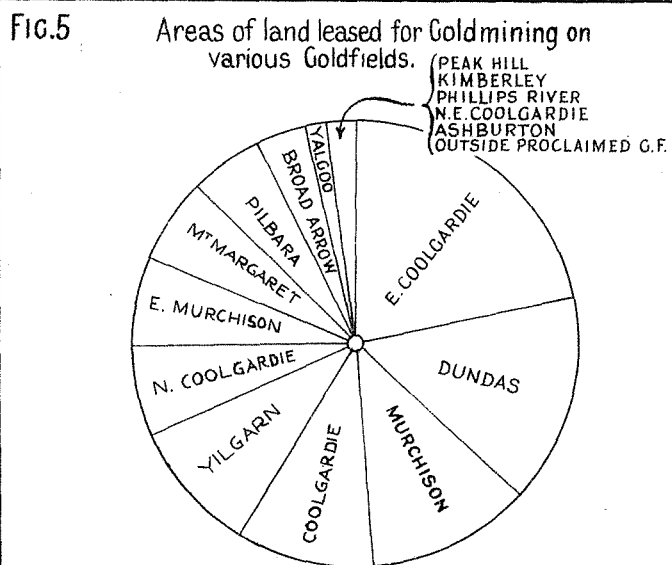 FIG.5
Areas of land leased for Goldmining on
various Goldfields.
PEAK HILL
KIMBERLEY
PHILLIPS RIVER
N.E.COOLGARDIE
ASHBURTON
OUTSIDE PROCLAIMED G.F.
YALGOO
BROAD ARROW
PILBARA
MT MARGARET
E. MURCHISON
N. COOLGARDIE
YILGARN
COOLGARDIE
MURCHISON
DUNDAS
E.COOLGARDIE